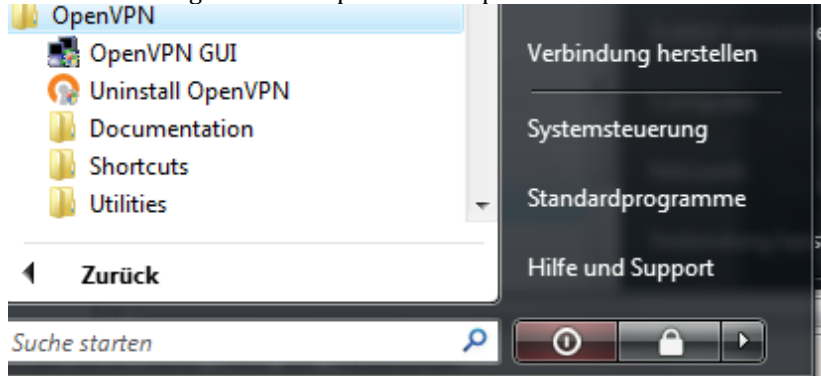 OpenVPN
OpenVPN GUI
Uninstall OpenVPN
Documentation
Shortcuts
Utilities
Zurück
Suche starten
Verbindung herstellen
Systemsteuerung
Standardprogramme
Hilfe und Support